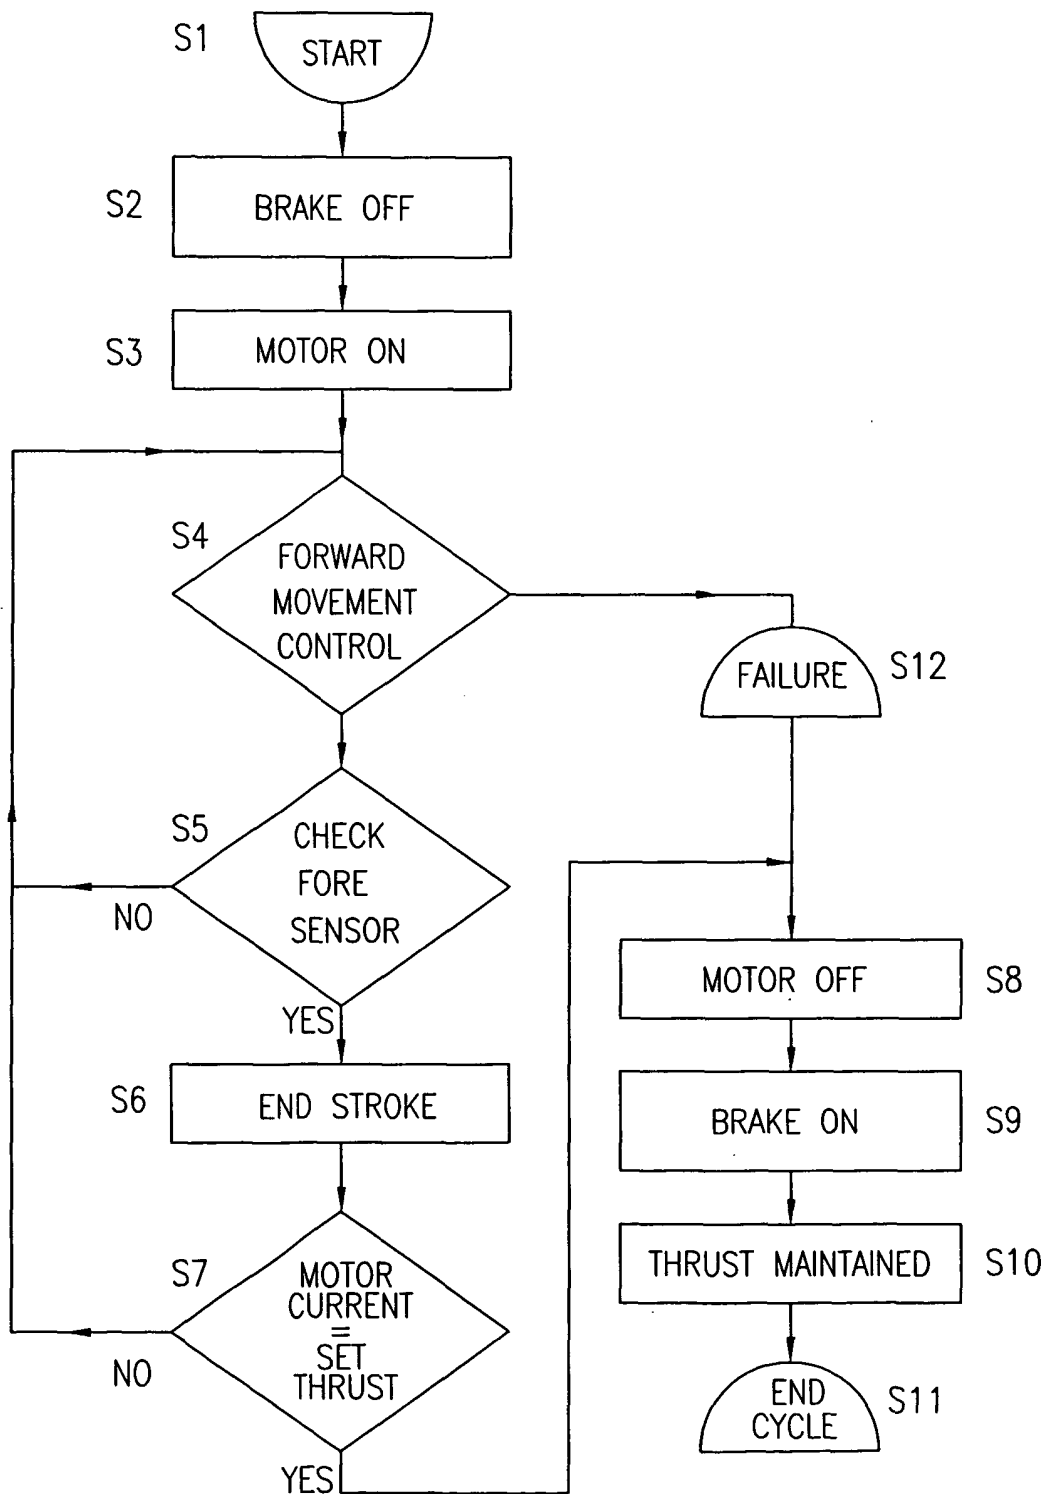 S1
START
S2
BRAKE OFF
S3
MOTOR ON
S4
FORWARD
MOVEMENT
CONTROL
FAILURE
S12
S5
CHECK
FORE
SENSOR
NO
YES
S6
END STROKE
S7
MOTOR
CURRENT
=
SET
THRUST
NO
YES
MOTOR OFF
S8
BRAKE ON
S9
THRUST MAINTAINED
S10
END
CYCLE
S11